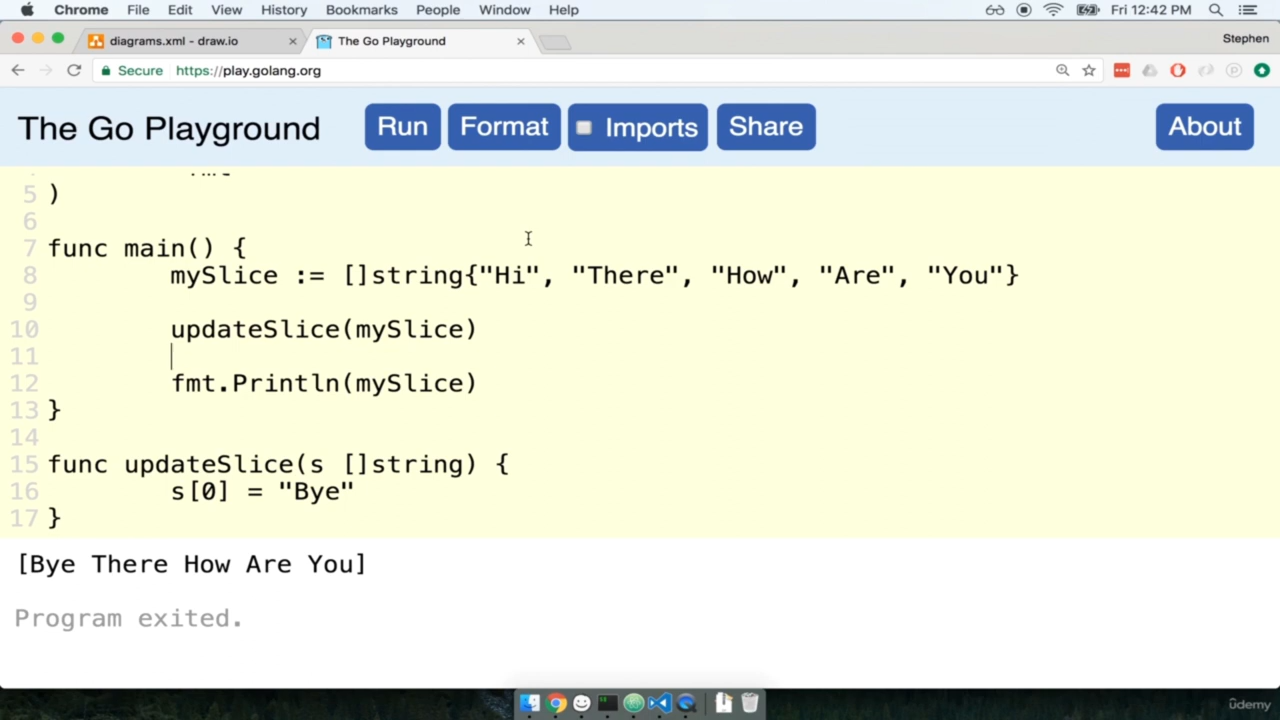 Chrome File Edit View History Bookmarks People Window Help Fri 12:42 PM
diagrams.xml - draw.io The Go Playground Stephen
Secure https://play.golang.org
The Go Playground Run Format Imports Share About
5 )
6
7 func main() {
8 mySlice := []string{"Hi", "There", "How", "Are", "You"}
9
10 updateSlice(mySlice)
11
12 fmt.Println(mySlice)
13 }
14
15 func updateSlice(s []string) {
16 s[0] = "Bye"
17 }
[Bye There How Are You]
Program exited.
ûdemy